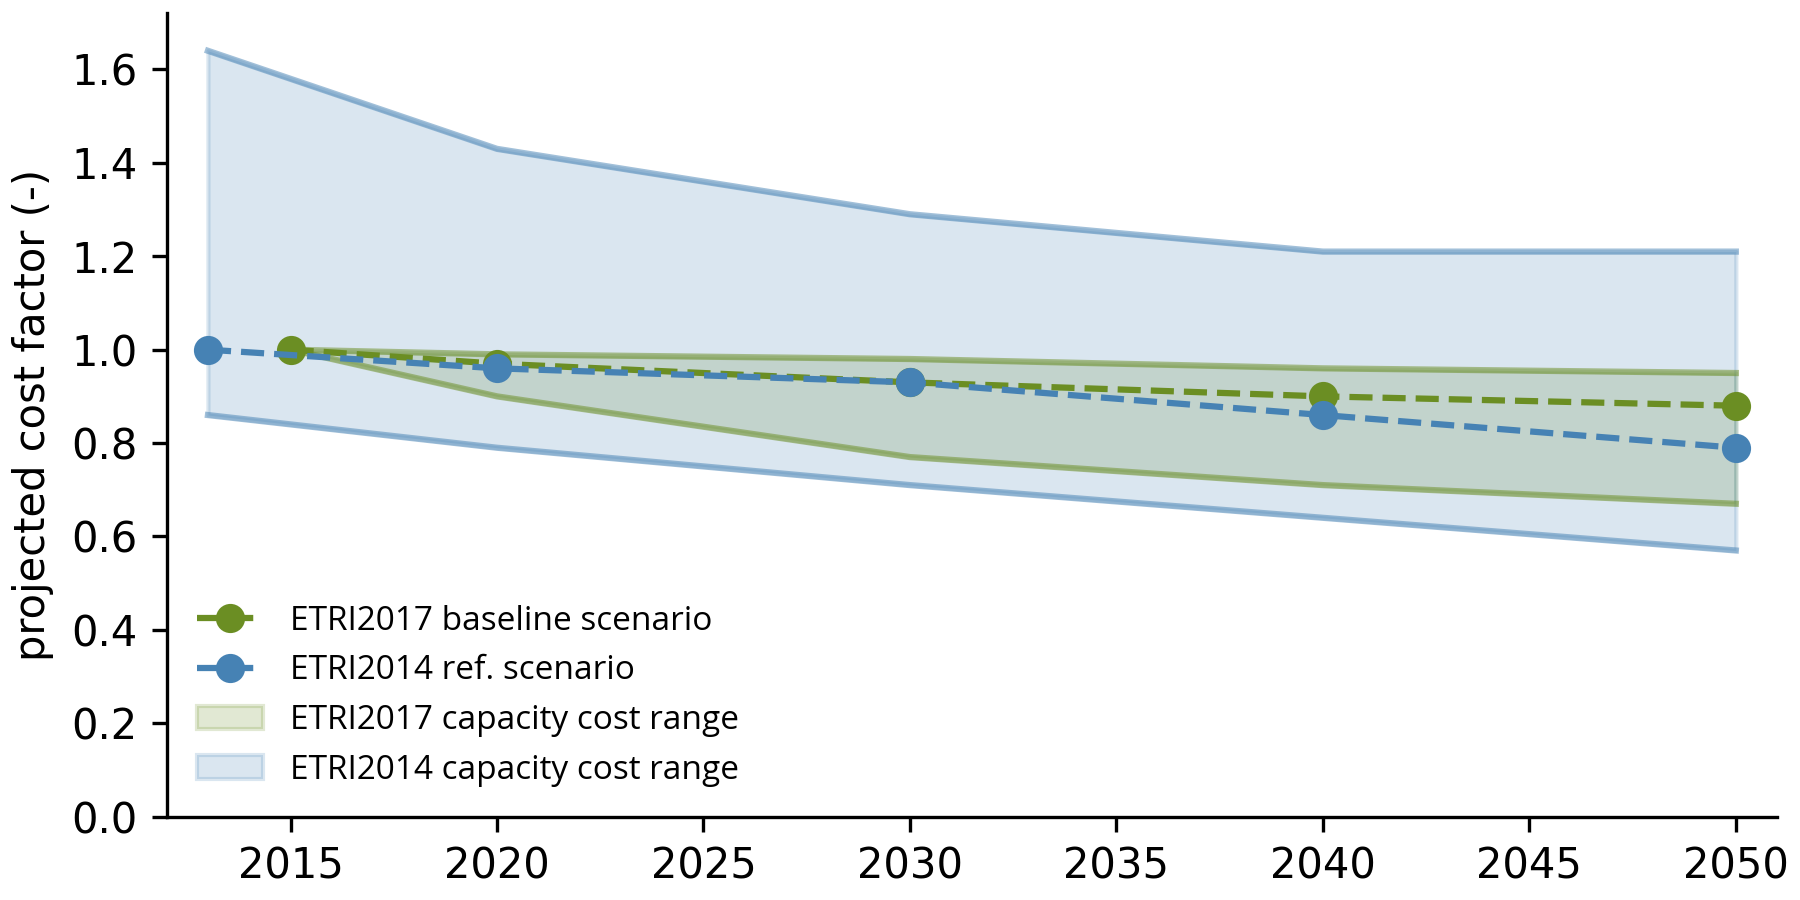 projected cost factor (-)
1.6
1.4
1.2
1.0
0.8
0.6
0.4
0.2
0.0
ETRI2017 baseline scenario
ETRI2014 ref. scenario
ETRI2017 capacity cost range
ETRI2014 capacity cost range
2015 2020 2025 2030 2035 2040 2045 2050